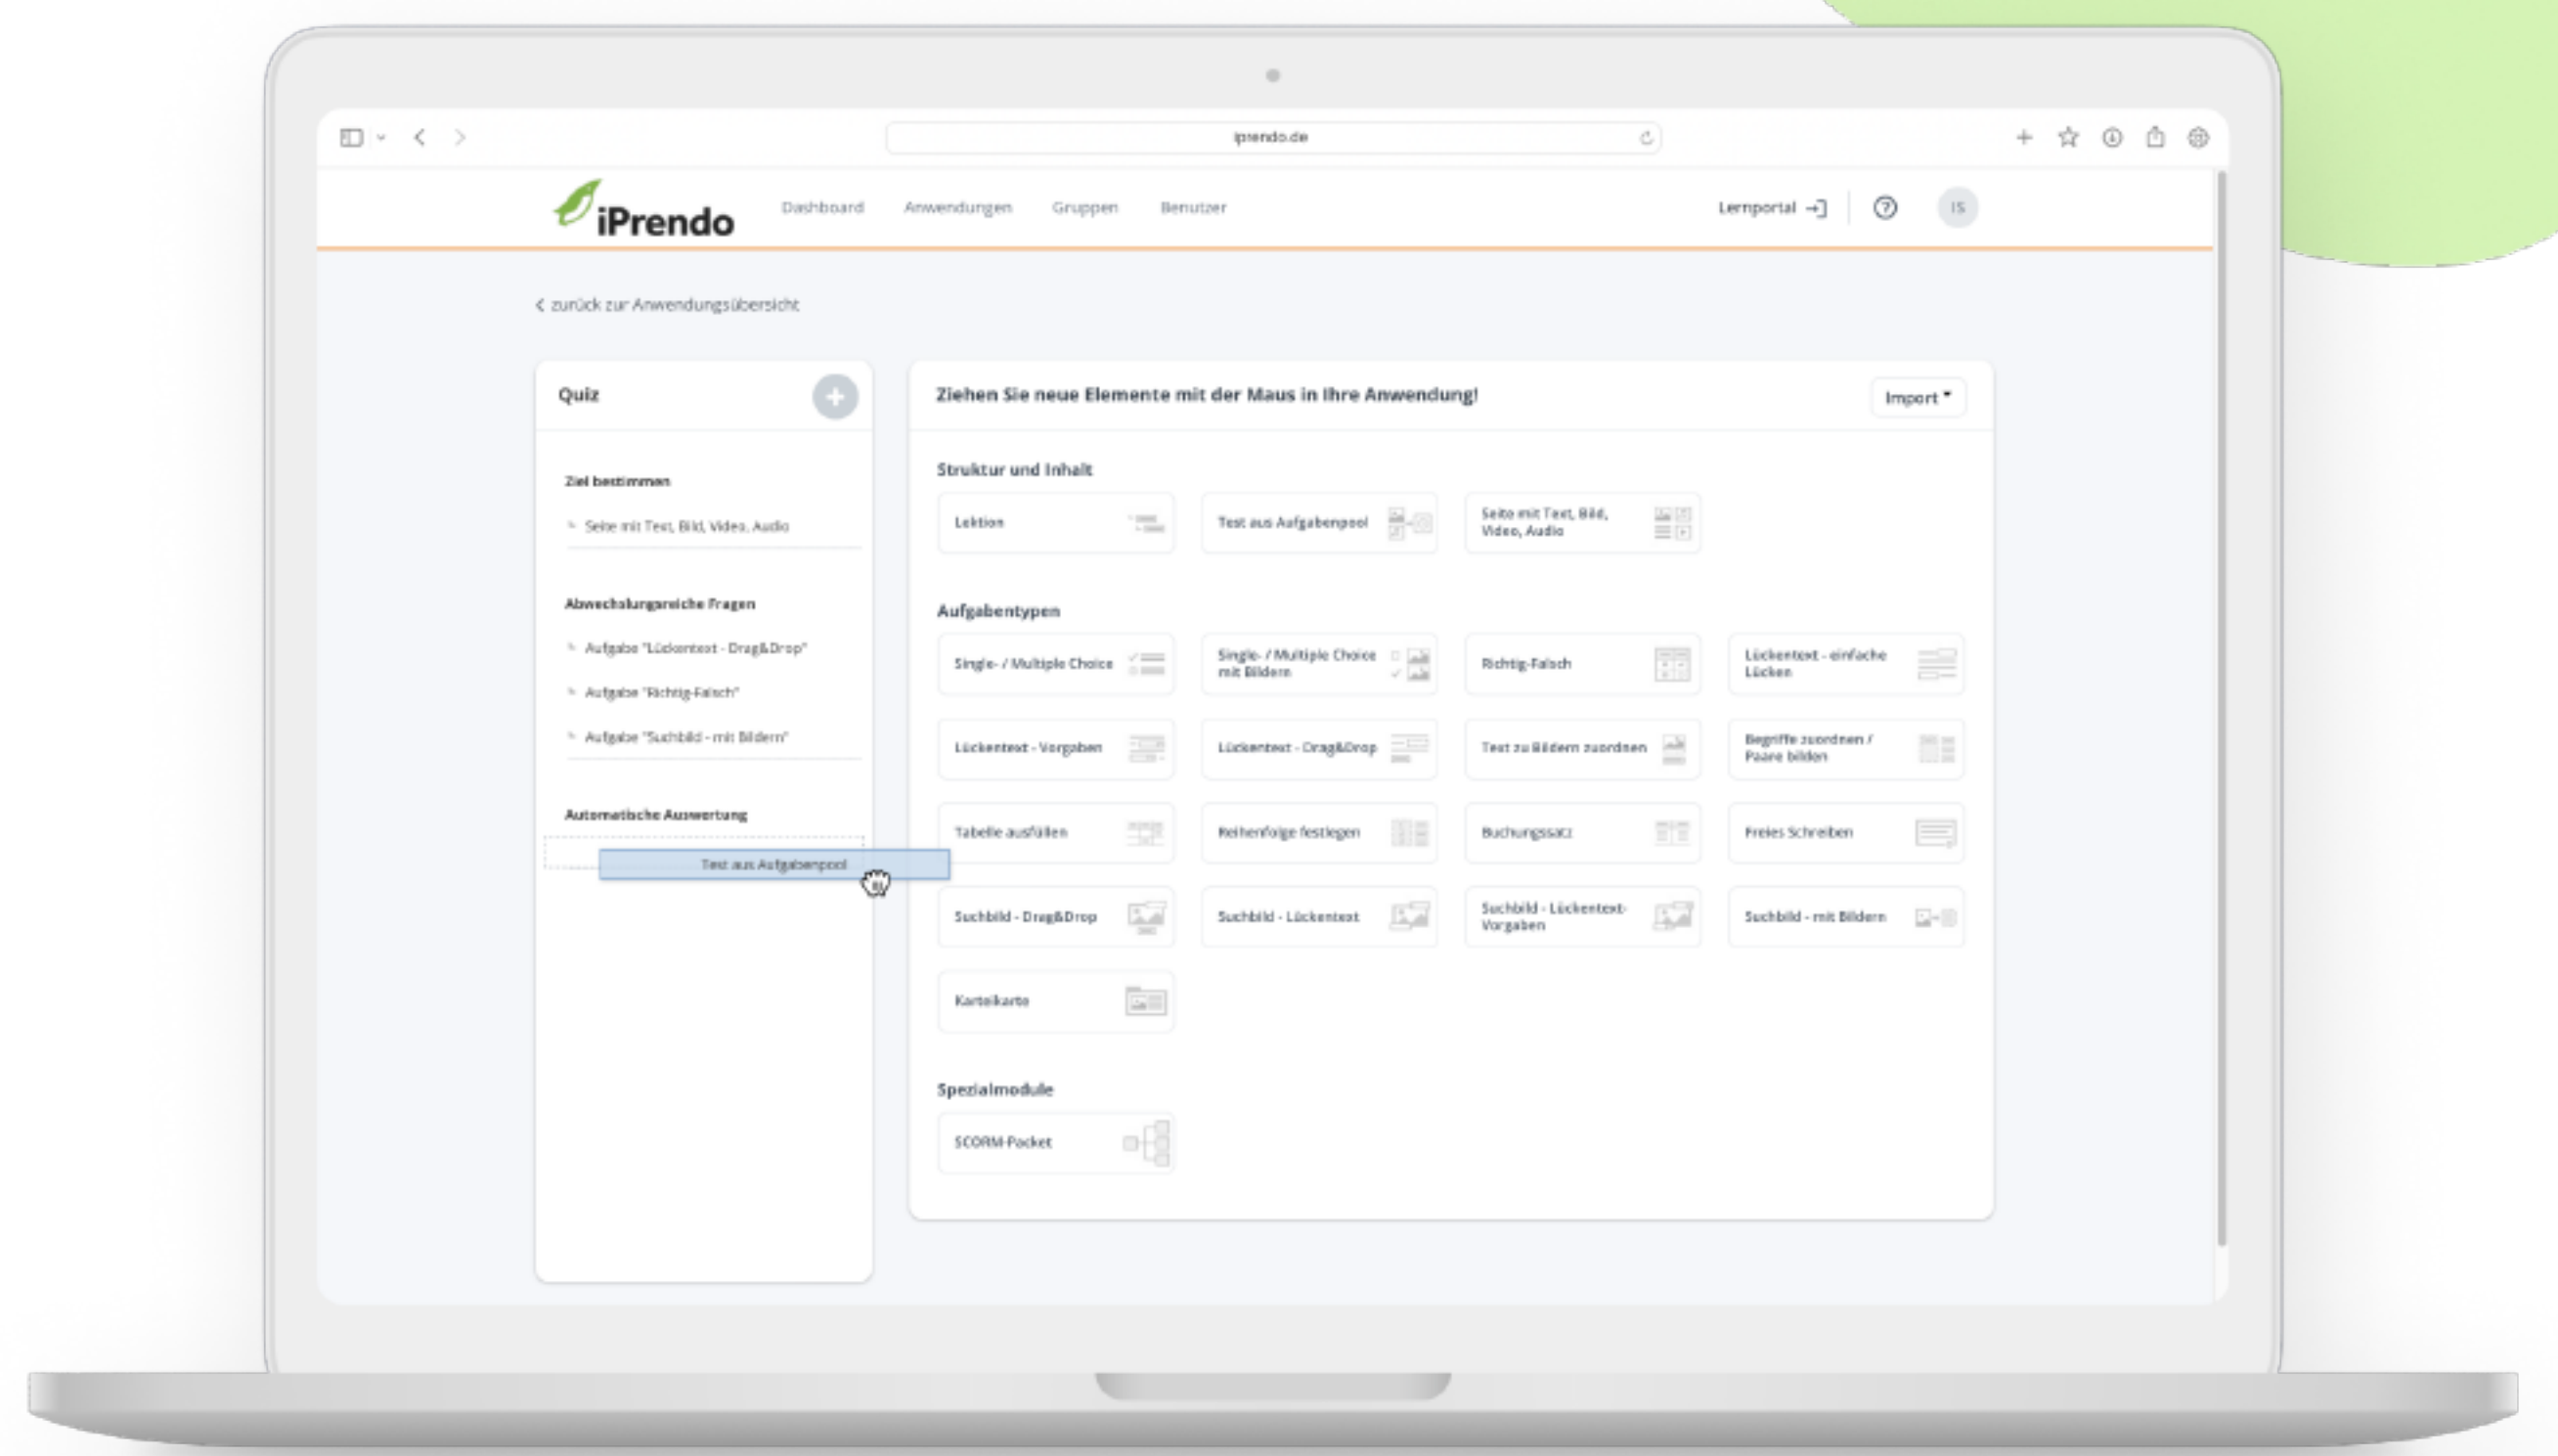 iprendo.de
iPrendo
Dashboard
Anwendungen
Gruppen
Benutzer
Lernportal
IS
zurück zur Anwendungsübersicht
Quiz
Ziel bestimmen
Seite mit Text, Bild, Video, Audio
Abwechslungsreiche Fragen
Aufgabe "Lückentext - Drag&Drop"
Aufgabe "Richtig-Falsch"
Aufgabe "Suchbild - mit Bildern"
Automatische Auswertung
Test aus Aufgabenpool
Ziehen Sie neue Elemente mit der Maus in Ihre Anwendung!
Import
Struktur und Inhalt
Lektion
Test aus Aufgabenpool
Seite mit Text, Bild,
Video, Audio
Aufgabentypen
Single- / Multiple Choice
Single- / Multiple Choice
mit Bildern
Richtig-Falsch
Lückentext - einfache
Lücken
Lückentext - Vorgaben
Lückentext - Drag&Drop
Text zu Bildern zuordnen
Begriffe zuordnen /
Paare bilden
Tabelle ausfüllen
Reihenfolge festlegen
Buchungssatz
Freies Schreiben
Suchbild - Drag&Drop
Suchbild - Lückentext
Suchbild - Lückentext-
Vorgaben
Suchbild - mit Bildern
Karteikarte
Spezialmodule
SCORM-Packet